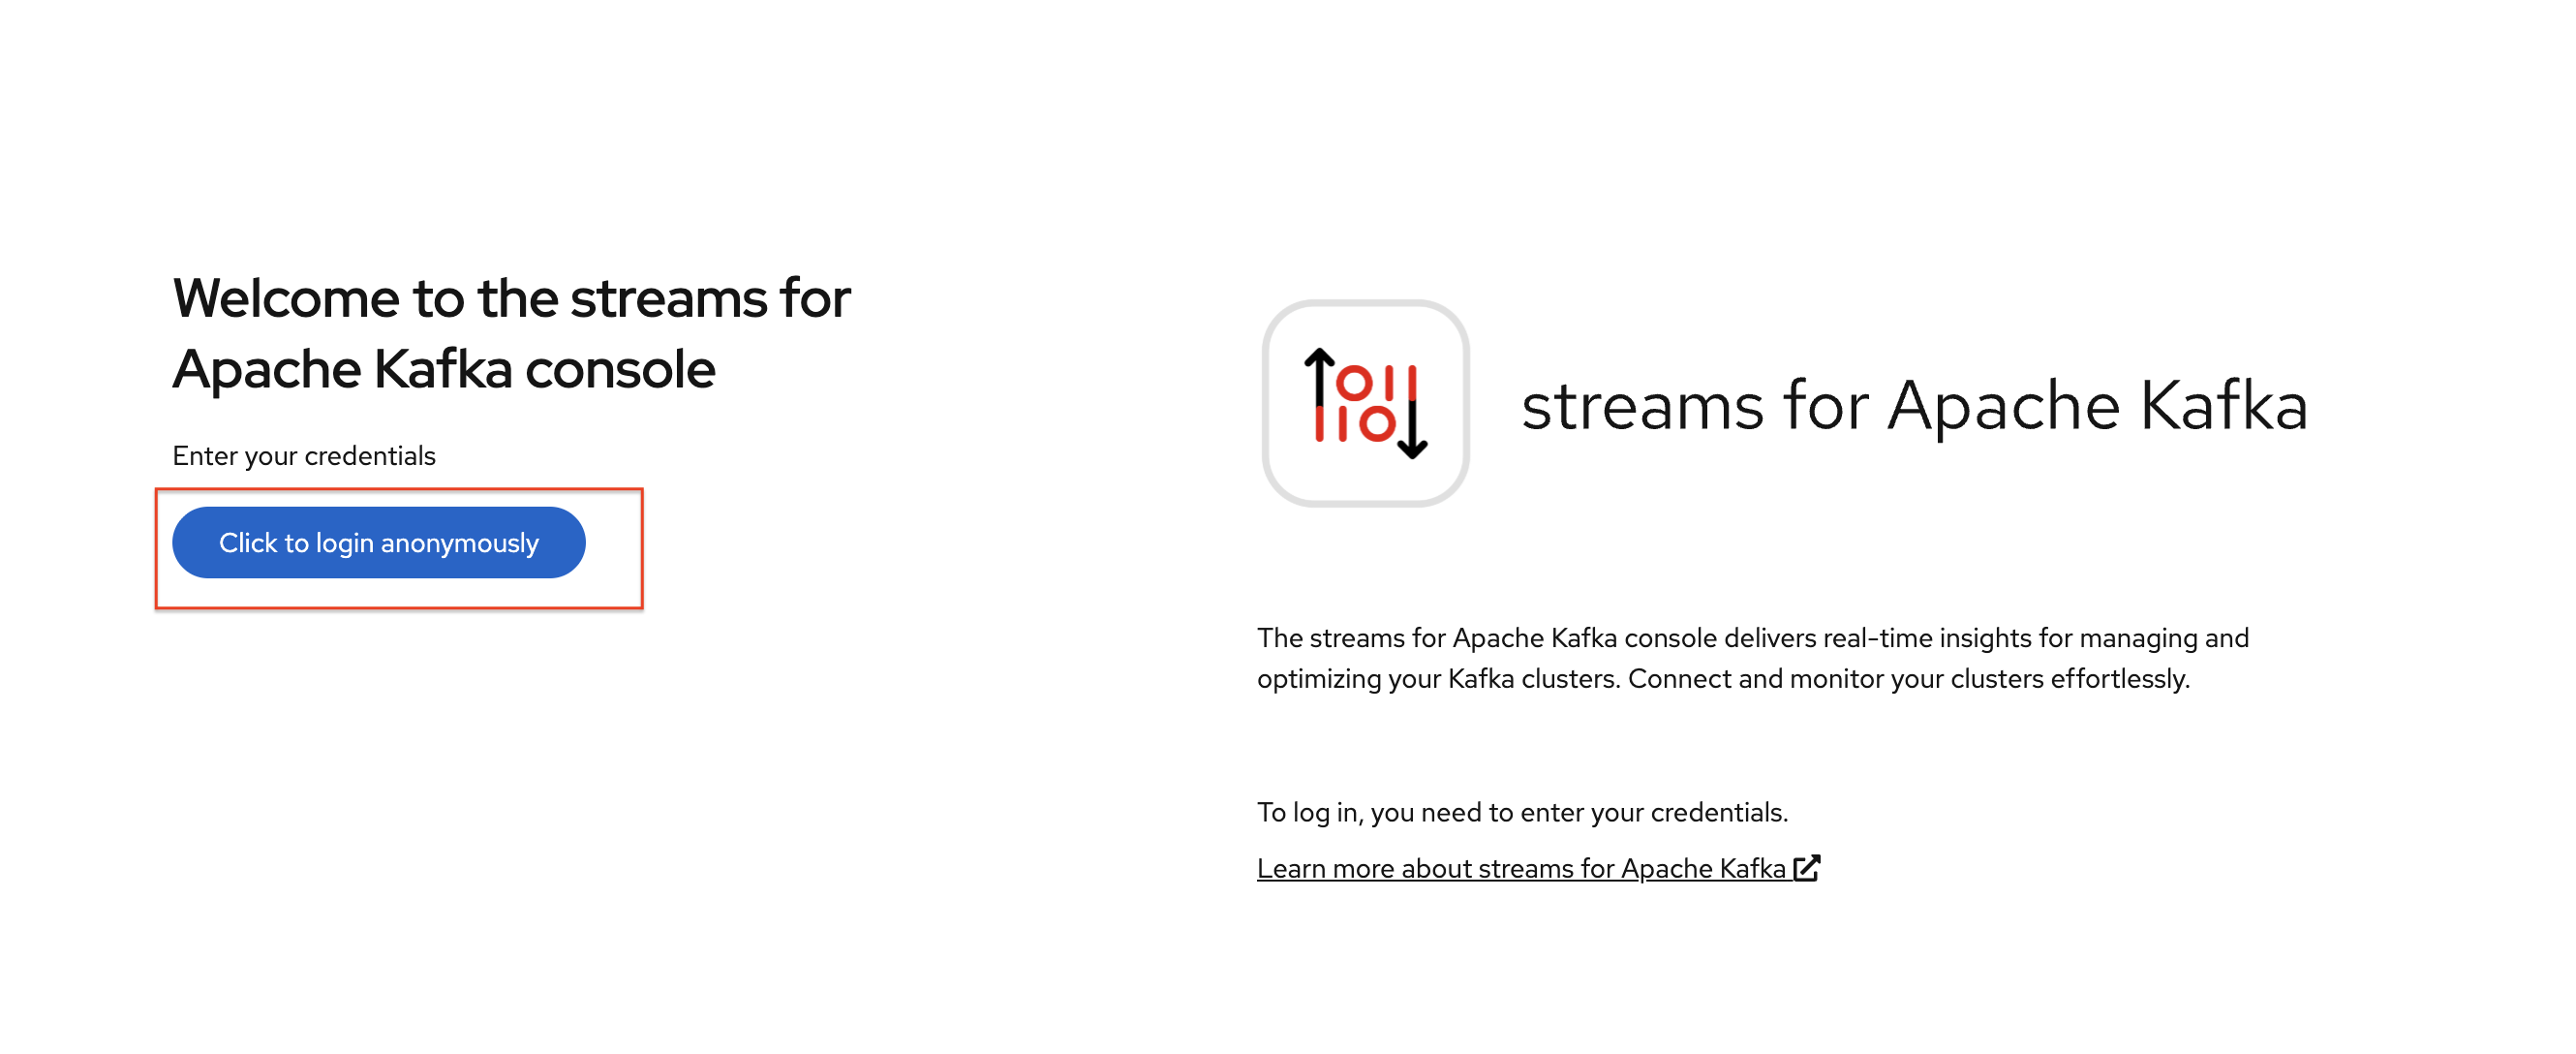 Welcome to the streams for
Apache Kafka console
Enter your credentials
Click to login anonymously
streams for Apache Kafka
The streams for Apache Kafka console delivers real-time insights for managing and
optimizing your Kafka clusters. Connect and monitor your clusters effortlessly.
To log in, you need to enter your credentials.
Learn more about streams for Apache Kafka